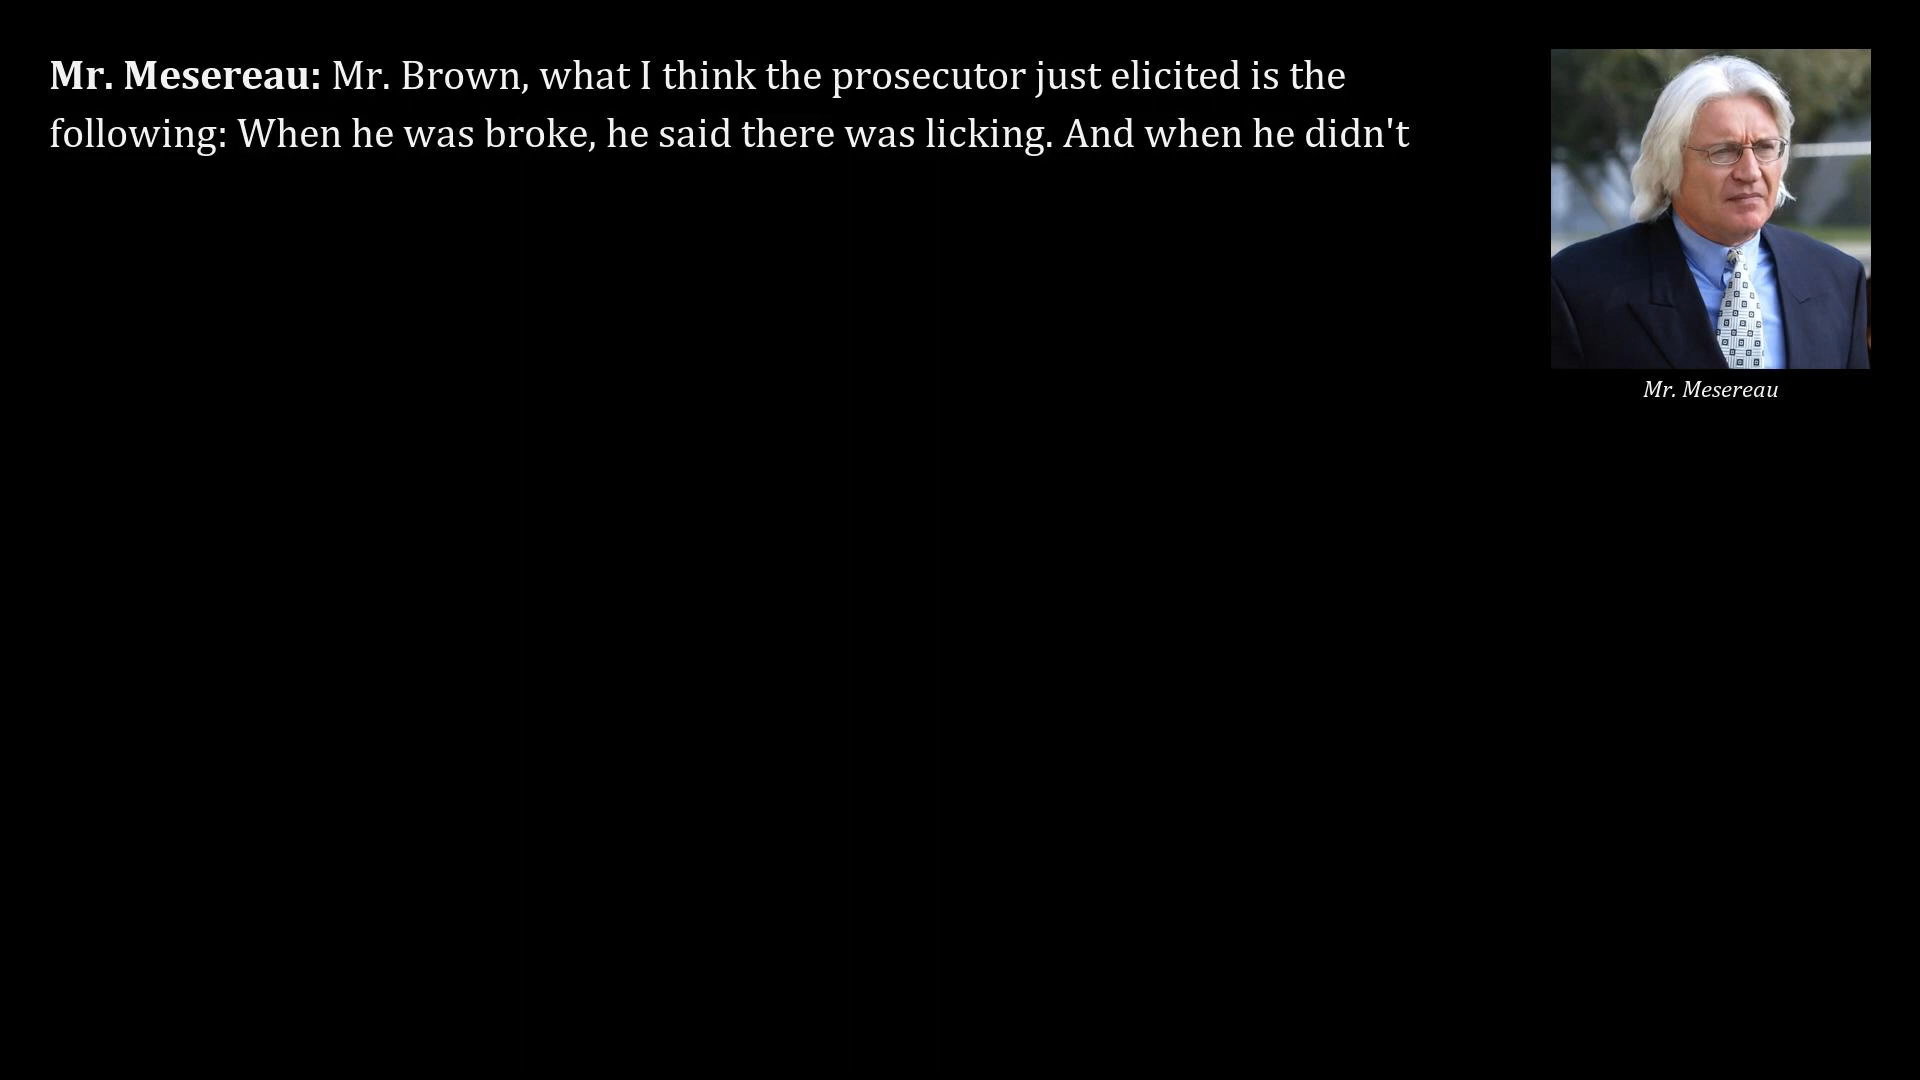 Mr. Mesereau: Mr. Brown, what I think the prosecutor just elicited is the
following: When he was broke, he said there was licking. And when he didn't
Mr. Mesereau